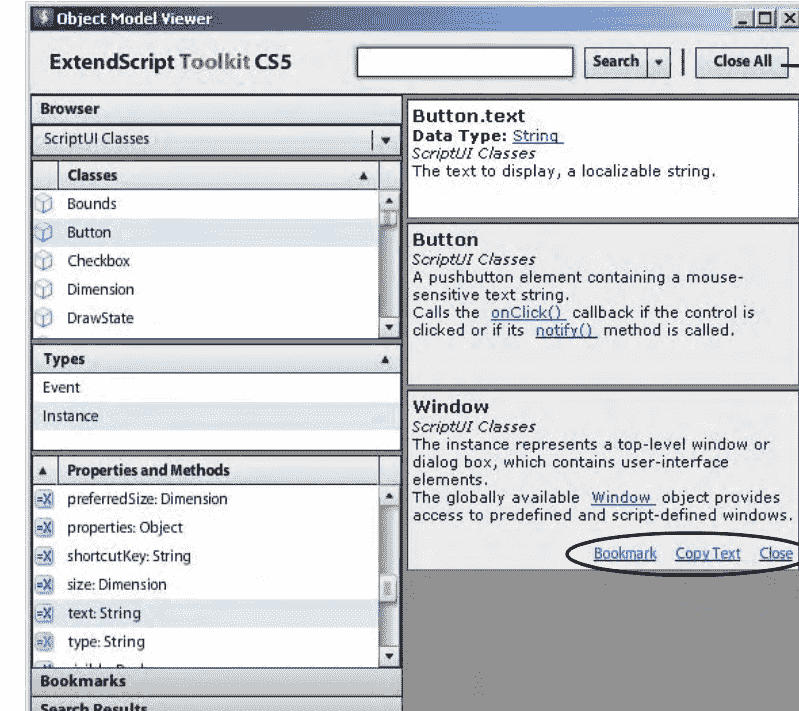 Object Model Viewer
ExtendScript Toolkit CS5
Search
Close All
Browser
ScriptUI Classes
Classes
Bounds
Button
Checkbox
Dimension
DrawState
Types
Event
Instance
Properties and Methods
preferredSize: Dimension
properties: Object
shortcutKey: String
size: Dimension
text: String
type: String
Bookmarks
Search Results
Button.text
Data Type: String
ScriptUI Classes
The text to display, a localizable string.
Button
ScriptUI Classes
A pushbutton element containing a mouse-
sensitive text string.
Calls the onClick() callback if the control is
clicked or if its notify() method is called.
Window
ScriptUI Classes
The instance represents a top-level window or
dialog box, which contains user-interface
elements.
The globally available Window object provides
access to predefined and script-defined windows.
Bookmark Copy Text Close